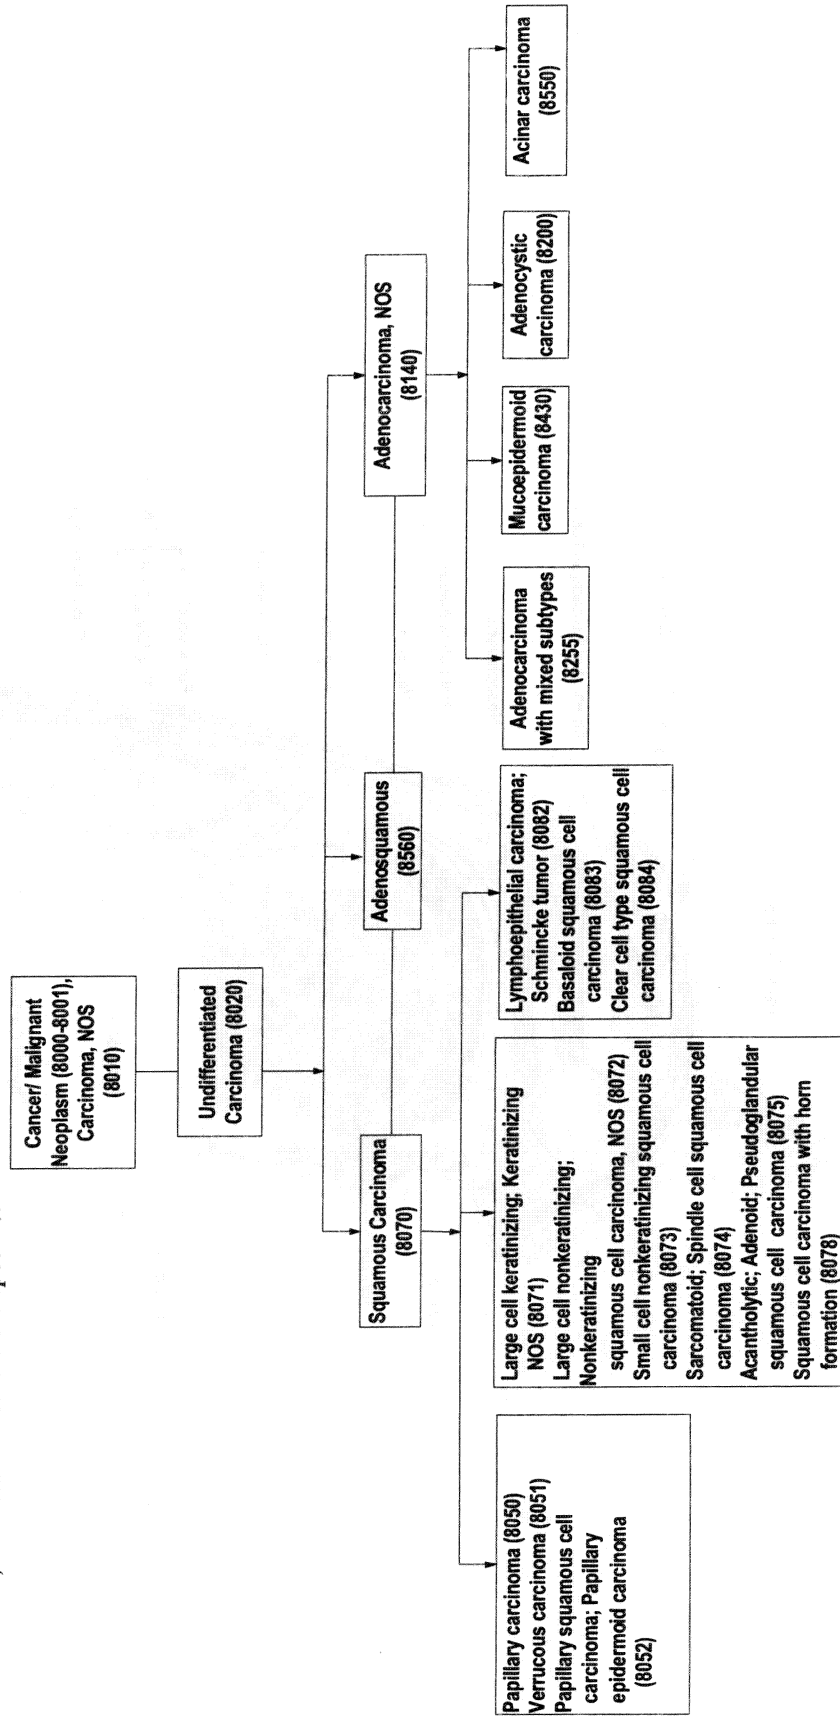 Cancer/ Malignant
Neoplasm (8000-8001),
Carcinoma, NOS
(8010)
Undifferentiated
Carcinoma (8020)
Squamous Carcinoma
(8070)
Adenosquamous
(8560)
Adenocarcinoma, NOS
(8140)
Papillary carcinoma (8050)
Verrucous carcinoma (8051)
Papillary squamous cell
carcinoma; Papillary
epidermoid carcinoma
(8052)
Large cell keratinizing; Keratinizing
NOS (8071)
Large cell nonkeratinizing;
Nonkeratinizing
squamous cell carcinoma, NOS (8072)
Small cell nonkeratinizing squamous cell
carcinoma (8073)
Sarcomatoid; Spindle cell squamous cell
carcinoma (8074)
Acantholytic; Adenoid; Pseudoglandular
squamous cell carcinoma (8075)
Squamous cell carcinoma with horn
formation (8078)
Lymphoepithelial carcinoma;
Schmincke tumor (8082)
Basaloid squamous cell
carcinoma (8083)
Clear cell type squamous cell
carcinoma (8084)
Adenocarcinoma
with mixed subtypes
(8255)
Mucoepidermoid
carcinoma (8430)
Adenocystic
carcinoma (8200)
Acinar carcinoma
(8550)